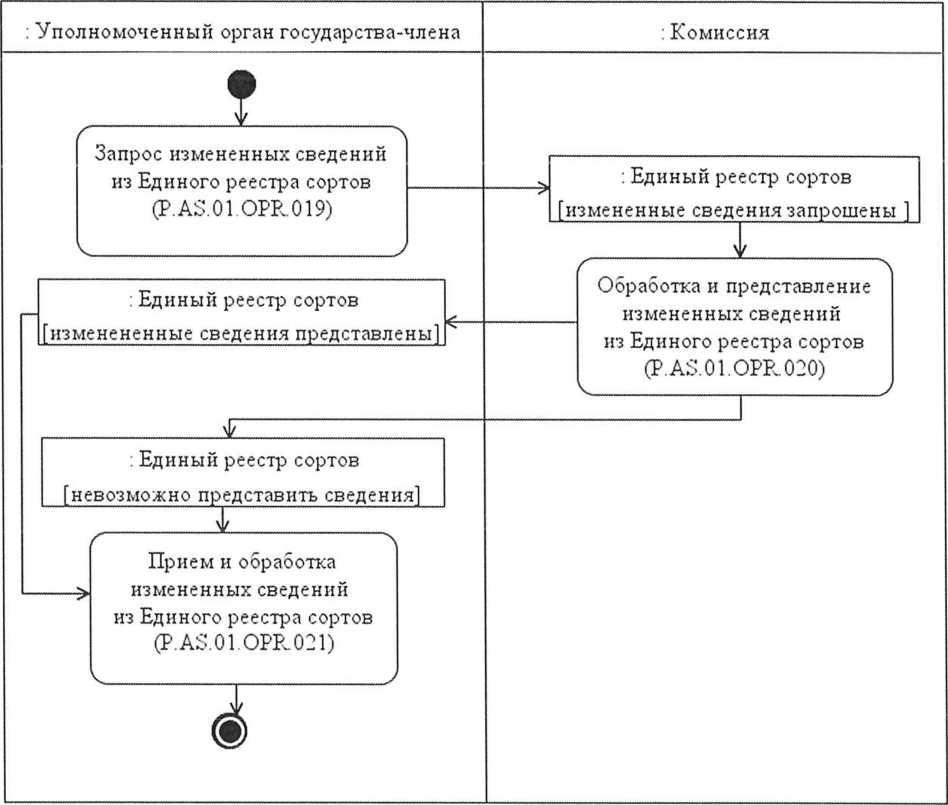 : Уполномоченный орган государства-члена
: Комиссия
Запрос измененных сведений
из Единого реестра сортов
(P.AS.01.OPR.019)
: Единый реестр сортов
[измененные сведения запрошены ]
Обработка и представление
измененных сведений
из Единого реестра сортов
(P.AS.01.OPR.020)
: Единый реестр сортов
[измененненные сведения представлены]
: Единый реестр сортов
[невозможно представить сведения]
Прием и обработка
измененных сведений
из Единого реестра сортов
(P.AS.01.OPR.021)